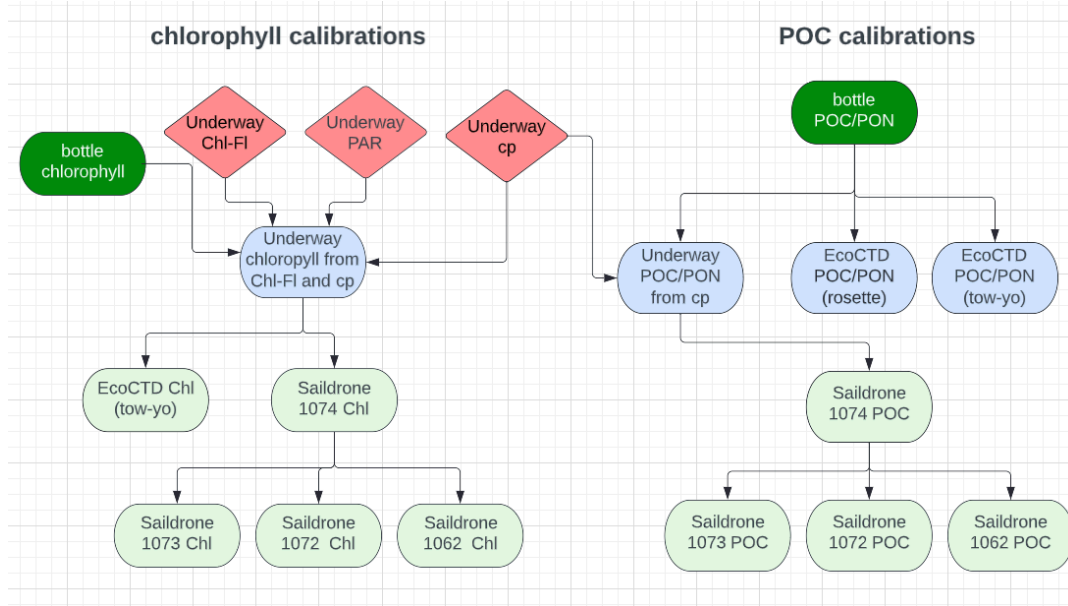 chlorophyll calibrations
POC calibrations
bottle
chlorophyll
Underway
Chl-Fl
Underway
PAR
Underway
cp
bottle
POC/PON
Underway
chloropyll from
Chl-Fl and cp
Underway
POC/PON
from cp
EcoCTD
POC/PON
(rosette)
EcoCTD
POC/PON
(tow-yo)
EcoCTD Chl
(tow-yo)
Saildrone
1074 Chl
Saildrone
1074 POC
Saildrone
1073 Chl
Saildrone
1072 Chl
Saildrone
1062 Chl
Saildrone
1073 POC
Saildrone
1072 POC
Saildrone
1062 POC